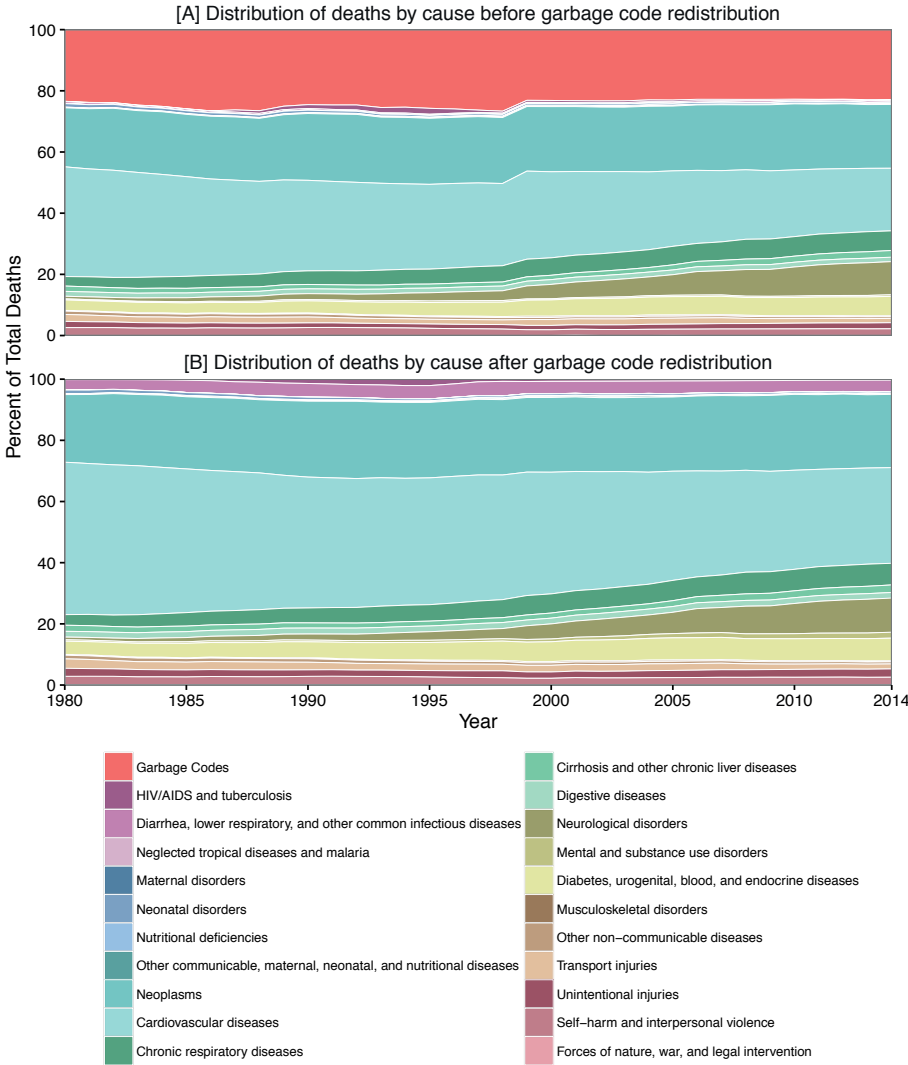 [A] Distribution of deaths by cause before garbage code redistribution
100
80
60
40
20
0
Percent of Total Deaths
[B] Distribution of deaths by cause after garbage code redistribution
100
80
60
40
20
0
1980 1985 1990 1995 2000 2005 2010 2014
Year
Garbage Codes
HIV/AIDS and tuberculosis
Diarrhea, lower respiratory, and other common infectious diseases
Neglected tropical diseases and malaria
Maternal disorders
Neonatal disorders
Nutritional deficiencies
Other communicable, maternal, neonatal, and nutritional diseases
Neoplasms
Cardiovascular diseases
Chronic respiratory diseases
Cirrhosis and other chronic liver diseases
Digestive diseases
Neurological disorders
Mental and substance use disorders
Diabetes, urogenital, blood, and endocrine diseases
Musculoskeletal disorders
Other non−communicable diseases
Transport injuries
Unintentional injuries
Self−harm and interpersonal violence
Forces of nature, war, and legal intervention